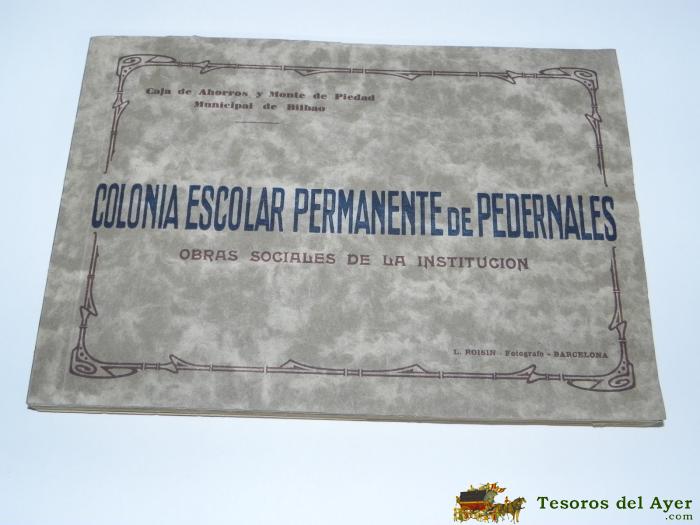 Caja de Ahorros y Monte de Piedad
Municipal de Bilbao
COLONIA ESCOLAR PERMANENTE DE PEDERNALES
OBRAS SOCIALES DE LA INSTITUCION
L. ROISIN - Fotógrafo - BARCELONA
Tesoros del Ayer
.com